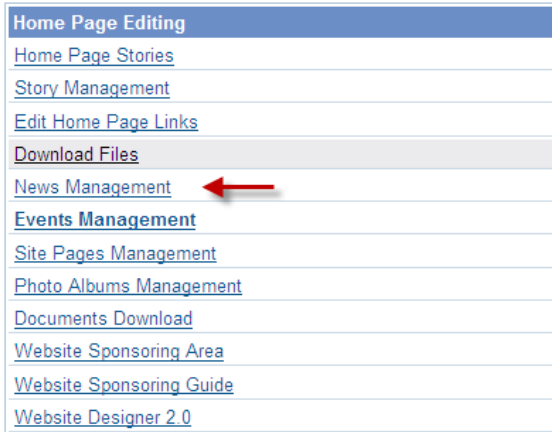 Home Page Editing
Home Page Stories
Story Management
Edit Home Page Links
Download Files
News Management
Events Management
Site Pages Management
Photo Albums Management
Documents Download
Website Sponsoring Area
Website Sponsoring Guide
Website Designer 2.0